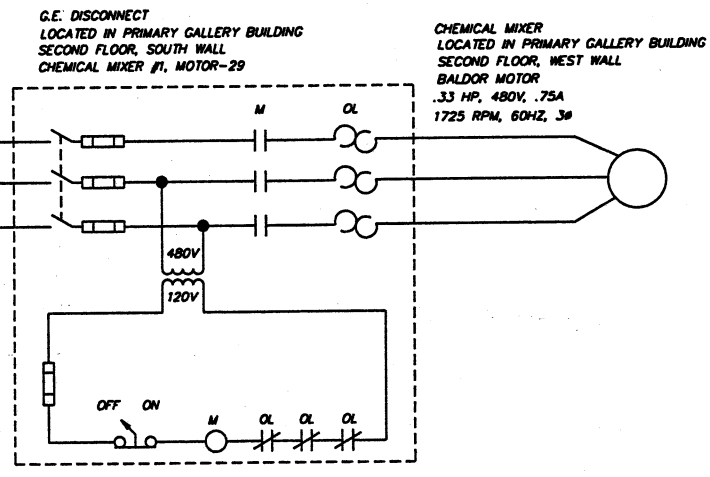 G.E. DISCONNECT
LOCATED IN PRIMARY GALLERY BUILDING
SECOND FLOOR, SOUTH WALL
CHEMICAL MIXER #1, MOTOR-29
CHEMICAL MIXER
LOCATED IN PRIMARY GALLERY BUILDING
SECOND FLOOR, WEST WALL
BALDOR MOTOR
.33 HP, 480V, .75A
1725 RPM, 60HZ, 3ø
M OL
480V
120V
OFF ON M OL OL OL